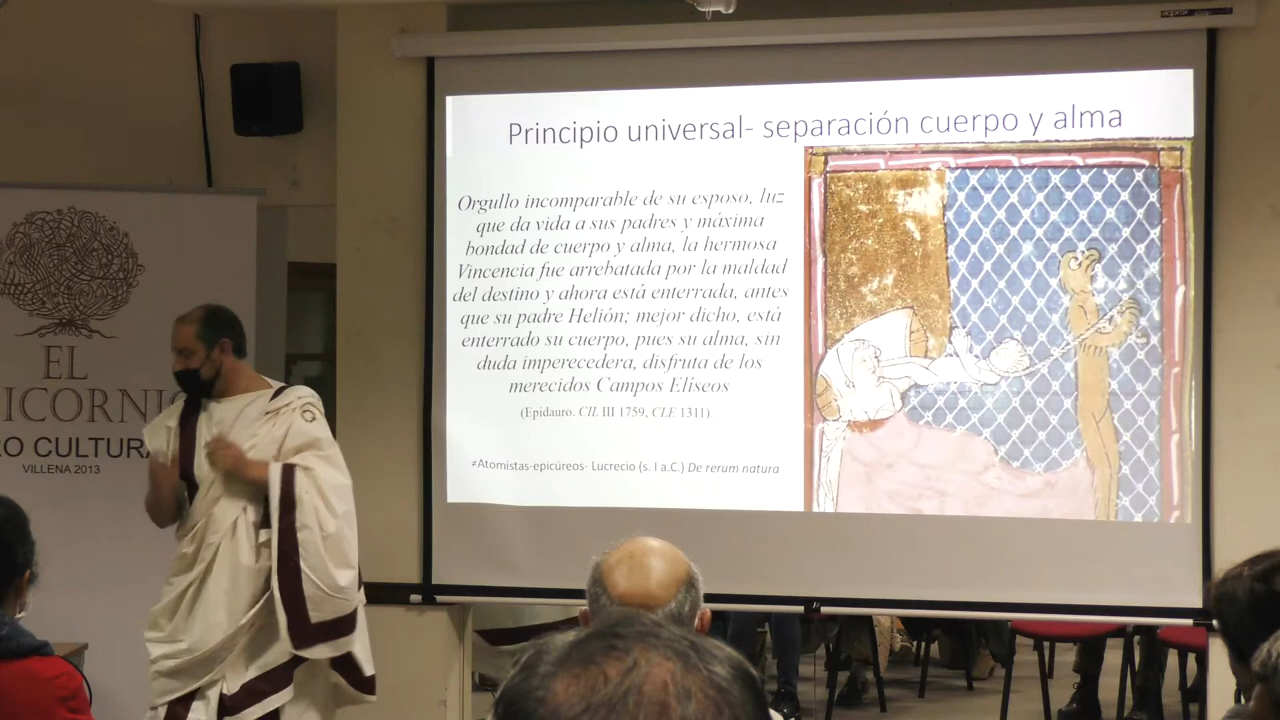 Principio universal- separación cuerpo y alma
Orgullo incomparable de su esposo, luz
que da vida a sus padres y máxima
bondad de cuerpo y alma, la hermosa
Vincencia fue arrebatada por la maldad
del destino y ahora está enterrada, antes
que su padre Helión; mejor dicho, está
enterrado su cuerpo, pues su alma, sin
duda imperecedera, disfruta de los
merecidos Campos Elíseos
(Epidauro. CIL III 1759, CLE 1311).
≠Atomistas-epicúreos- Lucrecio (s. I a.C.) De rerum natura
EL
ICORNI
RO CULTURA
VILLENA 2013